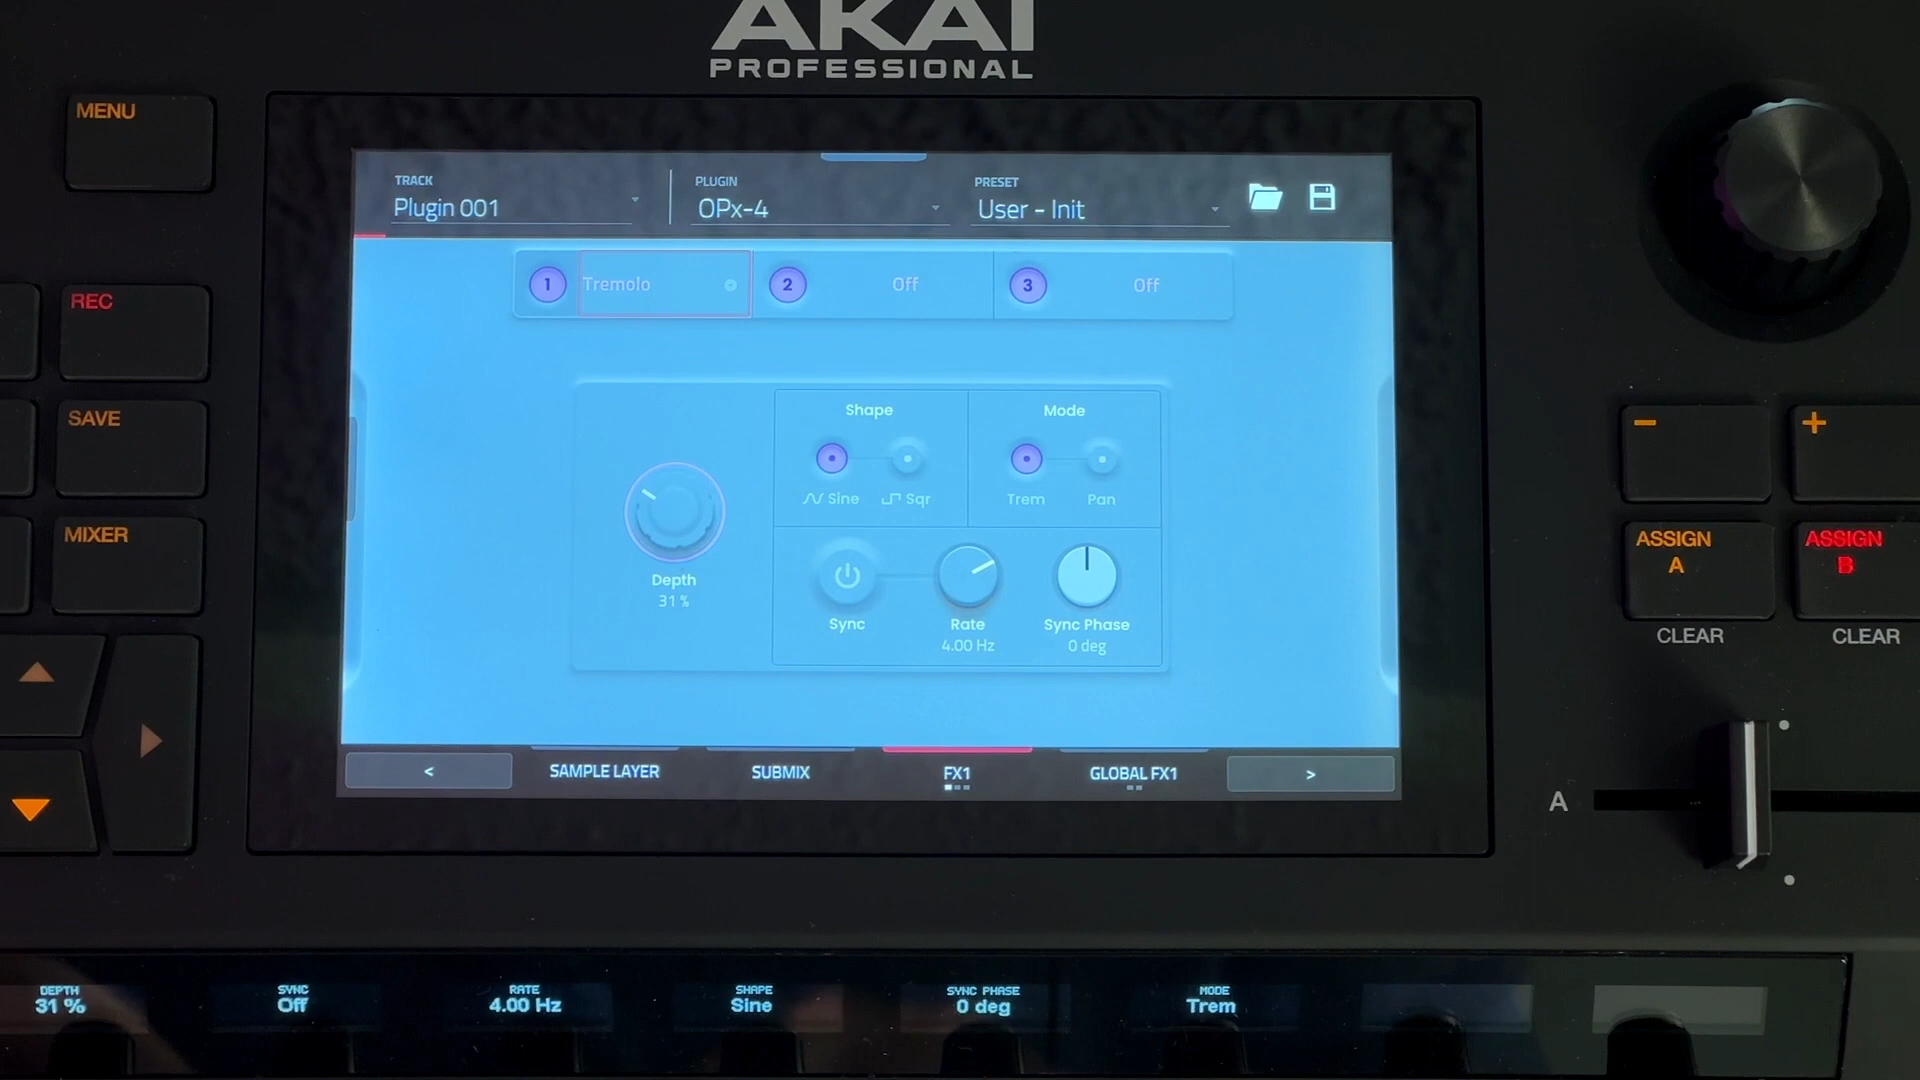 AKAI
PROFESSIONAL
MENU
REC
SAVE
MIXER
TRACK
Plugin 001
PLUGIN
OPx-4
PRESET
User - Init
1 Tremolo
2 Off
3 Off
Shape
Sine
Sqr
Mode
Trem
Pan
Depth
31 %
Sync
Rate
4.00 Hz
Sync Phase
0 deg
< SAMPLE LAYER SUBMIX FX1 GLOBAL FX1 >
- +
ASSIGN
A
ASSIGN
B
CLEAR CLEAR
A
DEPTH
31 %
SYNC
Off
RATE
4.00 Hz
SHAPE
Sine
SYNC PHASE
0 deg
MODE
Trem